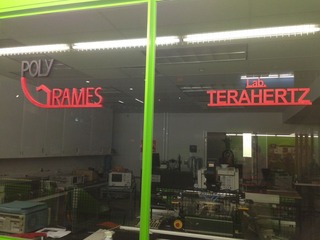 POLY
GRAMES
Lab.
TERAHERTZ